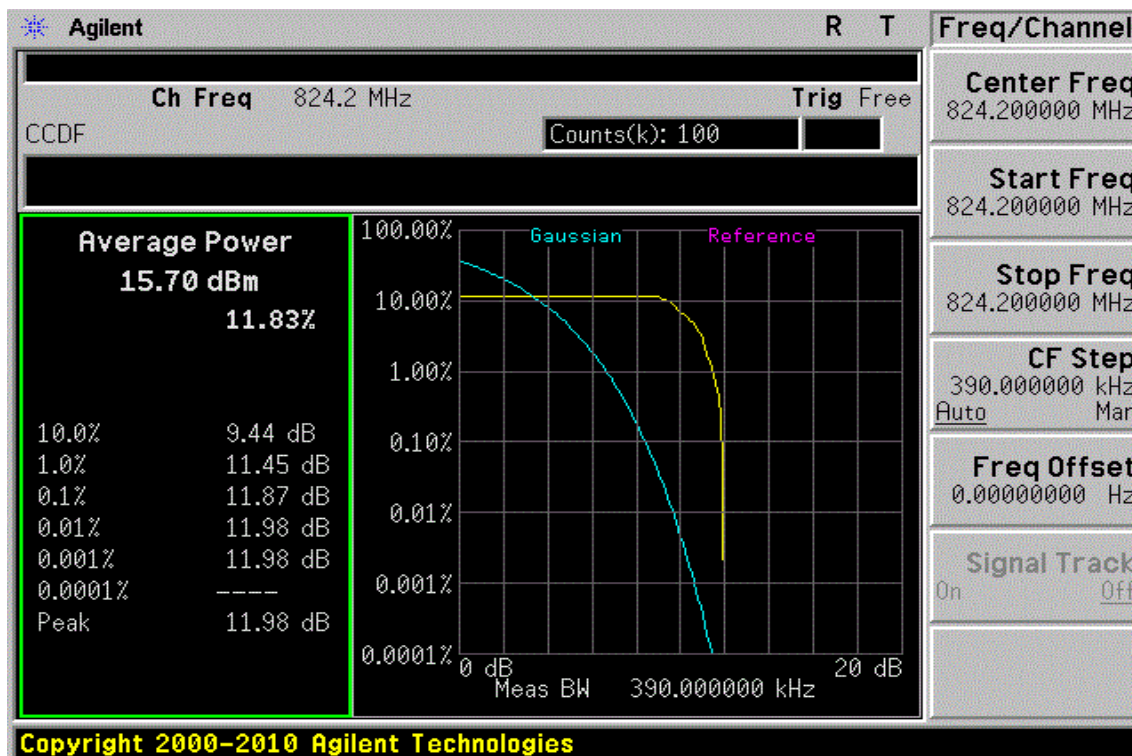 Agilent R T Freq/Channel
Ch Freq 824.2 MHz Trig Free
CCDF Counts(k): 100
Center Freq
824.200000 MHz
Start Freq
824.200000 MHz
Stop Freq
824.200000 MHz
CF Step
390.000000 kHz
Auto Man
Freq Offset
0.00000000 Hz
Signal Track
On Off
Average Power
15.70 dBm
11.83%
10.0% 9.44 dB
1.0% 11.45 dB
0.1% 11.87 dB
0.01% 11.98 dB
0.001% 11.98 dB
0.0001% ----
Peak 11.98 dB
Gaussian Reference
100.00%
10.00%
1.00%
0.10%
0.01%
0.001%
0.0001%
0 dB 20 dB
Meas BW 390.000000 kHz
Copyright 2000-2010 Agilent Technologies